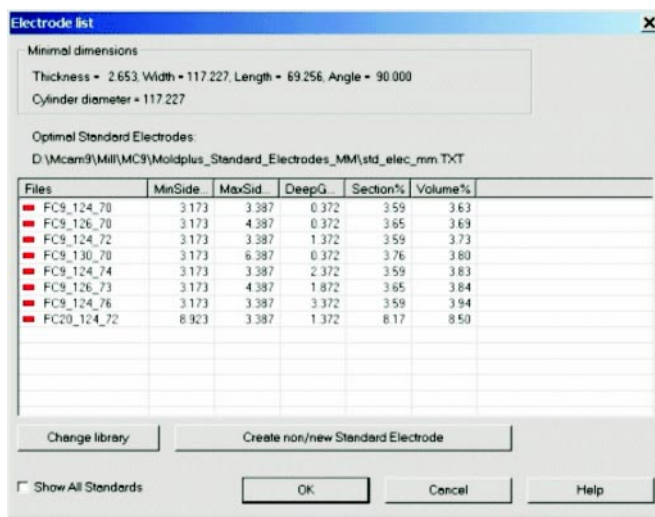 Electrode list
Minimal dimensions
Thickness = 2.653, Width = 117.227, Length = 69.256, Angle = 90.000
Cylinder diameter = 117.227
Optimal Standard Electrodes:
D:\Mcam9\Mill\MC9\Moldplus_Standard_Electrodes_MM\std_elec_mm.TXT
Files MinSide... MaxSid... DeepG... Section% Volume%
FC9_124_70 3.173 3.387 0.372 3.59 3.63
FC9_126_70 3.173 4.387 0.372 3.65 3.69
FC9_124_72 3.173 3.387 1.372 3.59 3.73
FC9_130_70 3.173 6.387 0.372 3.76 3.80
FC9_124_74 3.173 3.387 2.372 3.59 3.83
FC9_126_73 3.173 4.387 1.872 3.65 3.84
FC9_124_76 3.173 3.387 3.372 3.59 3.94
FC20_124_72 8.923 3.387 1.372 8.17 8.50
Change library Create non/new Standard Electrode
Show All Standards OK Cancel Help